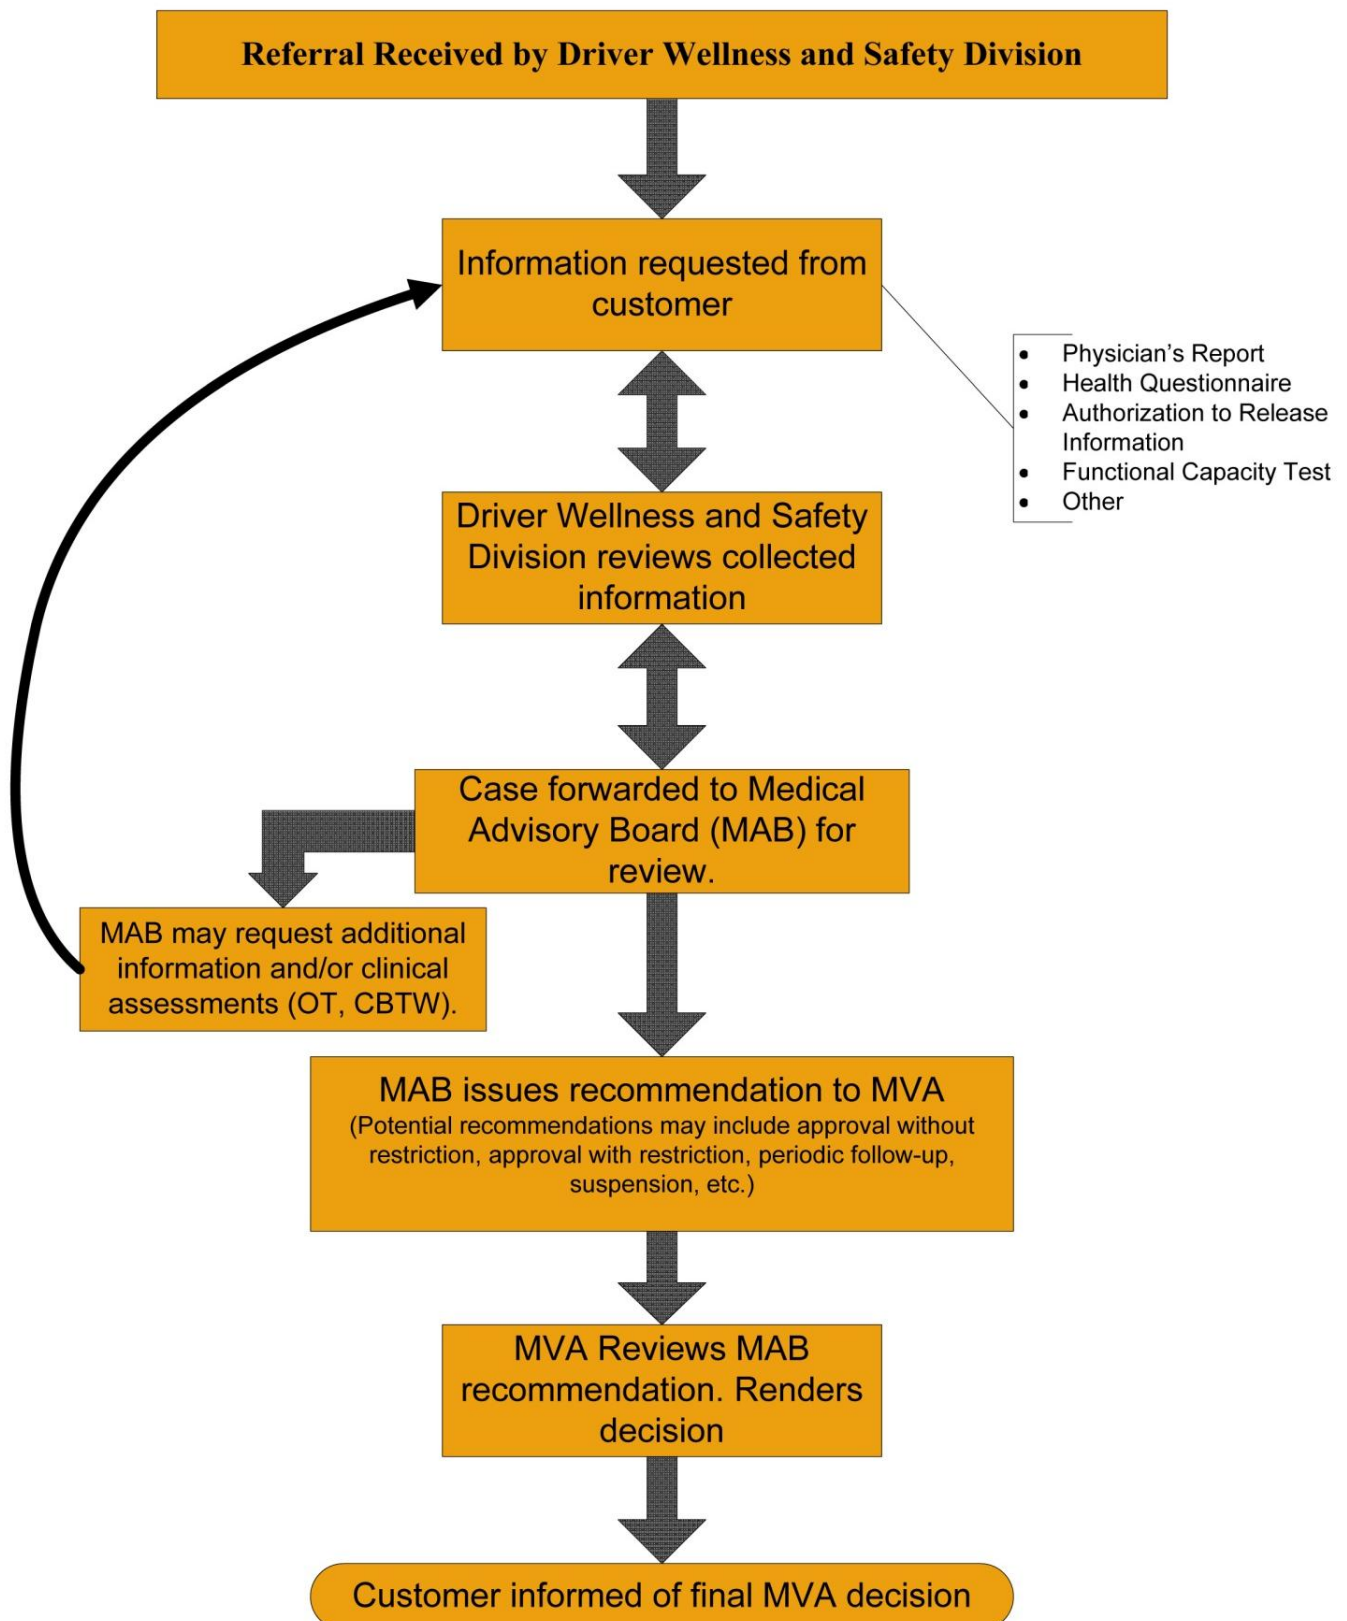 Referral Received by Driver Wellness and Safety Division
Information requested from
customer
• Physician’s Report
• Health Questionnaire
• Authorization to Release
Information
• Functional Capacity Test
• Other
Driver Wellness and Safety
Division reviews collected
information
Case forwarded to Medical
Advisory Board (MAB) for
review.
MAB may request additional
information and/or clinical
assessments (OT, CBTW).
MAB issues recommendation to MVA
(Potential recommendations may include approval without
restriction, approval with restriction, periodic follow-up,
suspension, etc.)
MVA Reviews MAB
recommendation. Renders
decision
Customer informed of final MVA decision